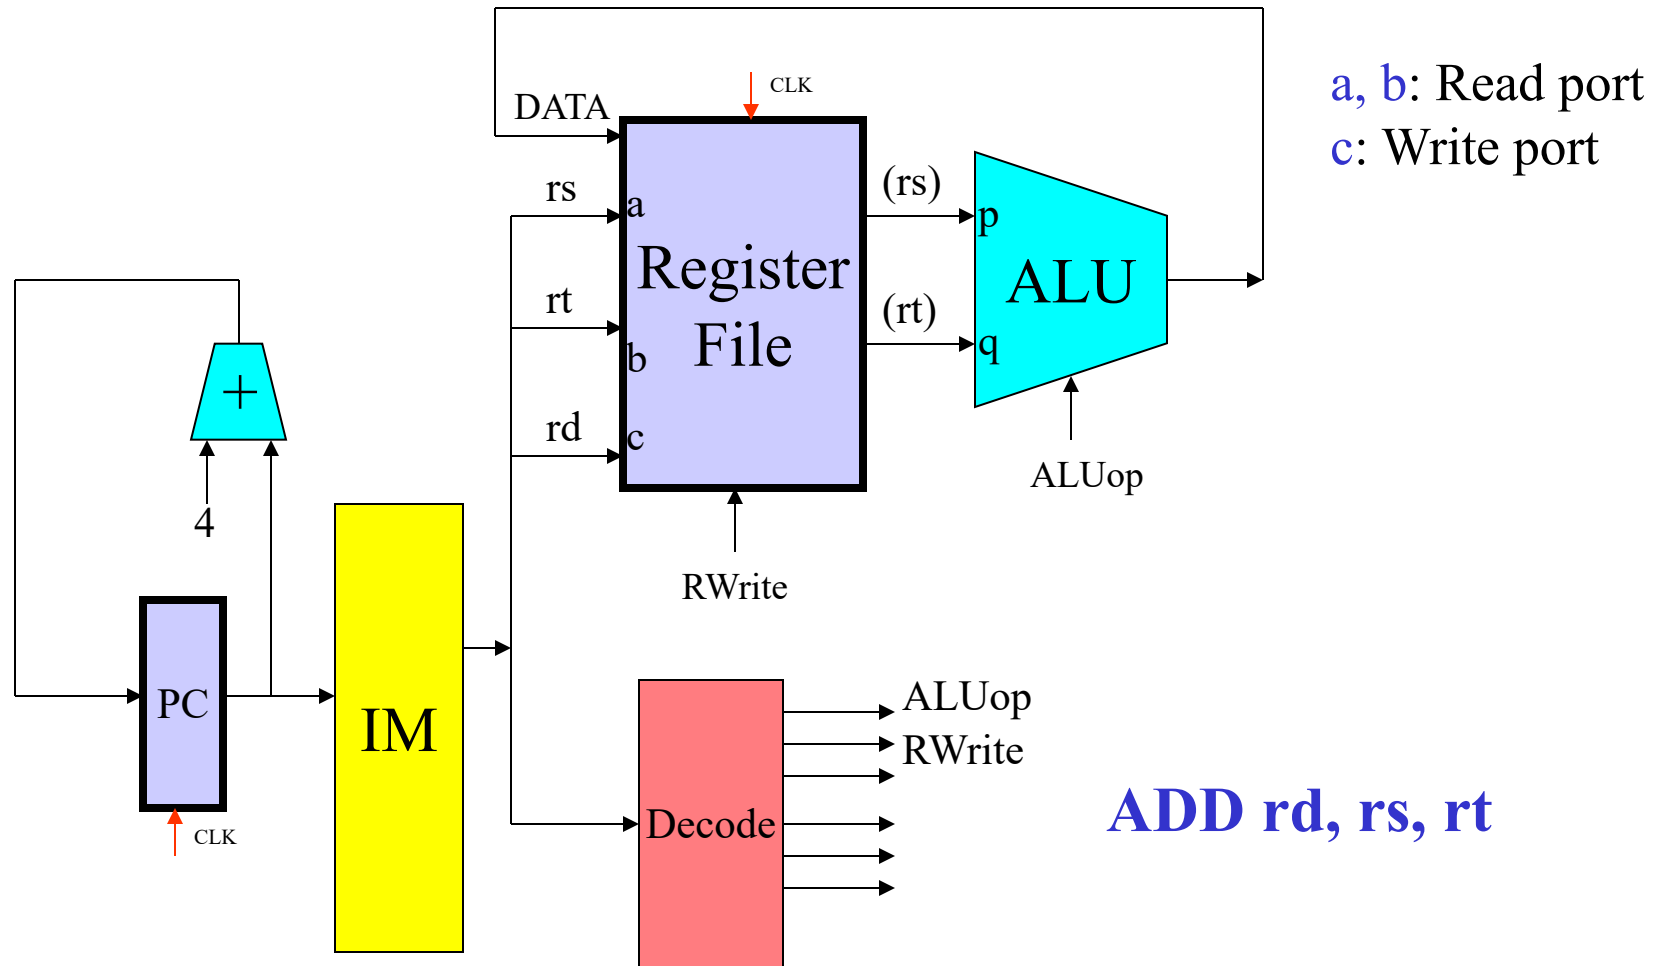 CLK
a, b: Read port
DATA
c: Write port
rs
(rs)
a
p
Register
File
ALU
rt
(rt)
b
q
+
rd
c
4
ALUop
RWrite
PC
IM
ALUop
RWrite
Decode
CLK
ADD rd, rs, rt